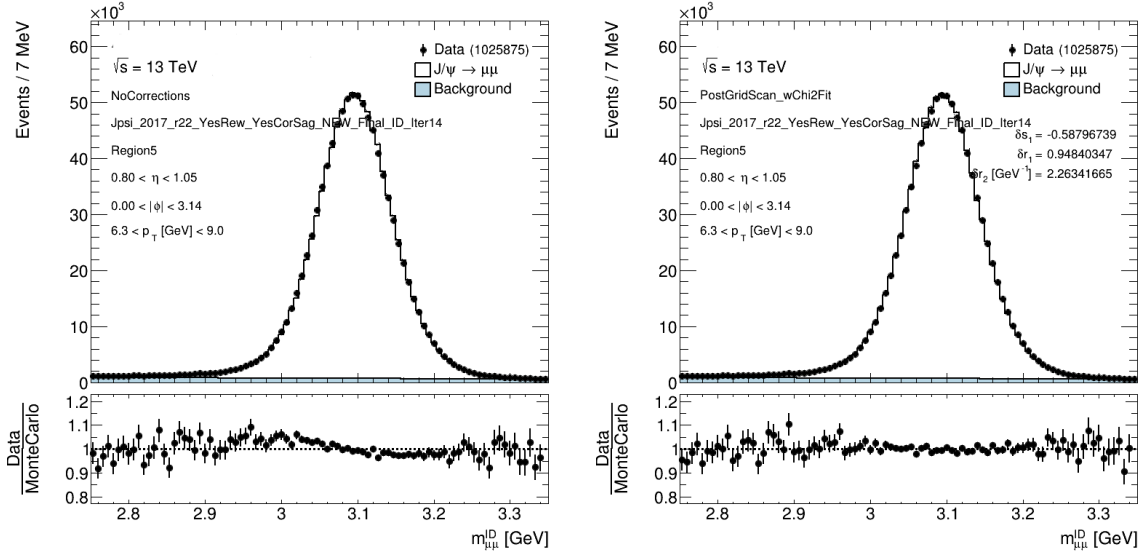 ×10³
Events / 7 MeV
60
50
40
30
20
10
0
√s = 13 TeV
NoCorrections
Jpsi_2017_r22_YesRew_YesCorSag_NEW_Final_ID_Iter14
Region5
0.80 < η < 1.05
0.00 < |ϕ| < 3.14
6.3 < p_T [GeV] < 9.0
Data (1025875)
J/ψ → μμ
Background
Data
MonteCarlo
1.2
1.1
1
0.9
0.8
2.8 2.9 3 3.1 3.2 3.3
m^ID_μμ [GeV]
×10³
Events / 7 MeV
60
50
40
30
20
10
0
√s = 13 TeV
PostGridScan_wChi2Fit
Jpsi_2017_r22_YesRew_YesCorSag_NEW_Final_ID_Iter14
Region5
0.80 < η < 1.05
0.00 < |ϕ| < 3.14
6.3 < p_T [GeV] < 9.0
Data (1025875)
J/ψ → μμ
Background
δs₁ = -0.58796739
δr₁ = 0.94840347
δr₂ [GeV⁻¹] = 2.26341665
Data
MonteCarlo
1.2
1.1
1
0.9
0.8
2.8 2.9 3 3.1 3.2 3.3
m^ID_μμ [GeV]